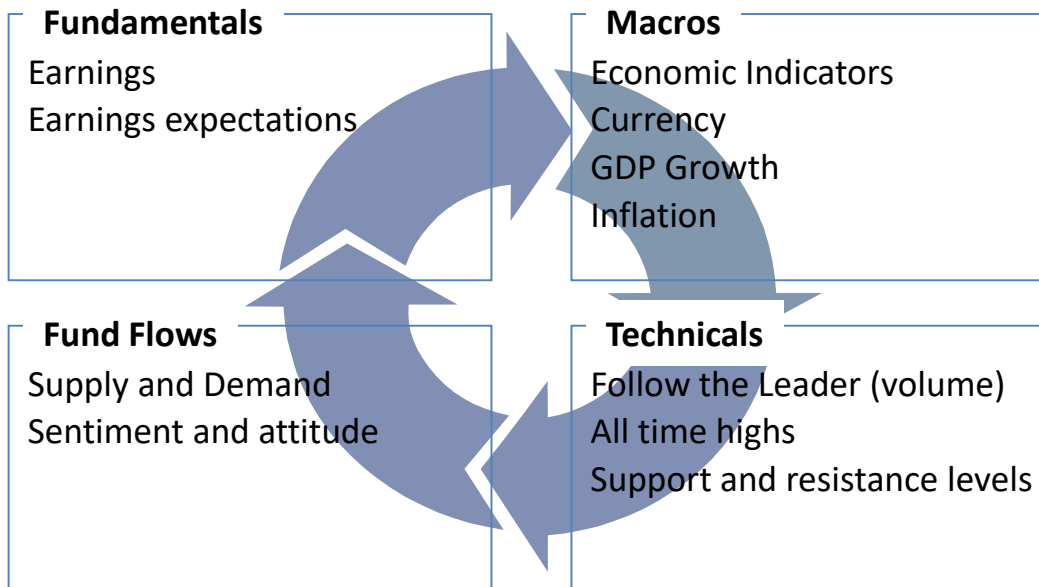 Fundamentals
Earnings
Earnings expectations
Macros
Economic Indicators
Currency
GDP Growth
Inflation
Fund Flows
Supply and Demand
Sentiment and attitude
Technicals
Follow the Leader (volume)
All time highs
Support and resistance levels